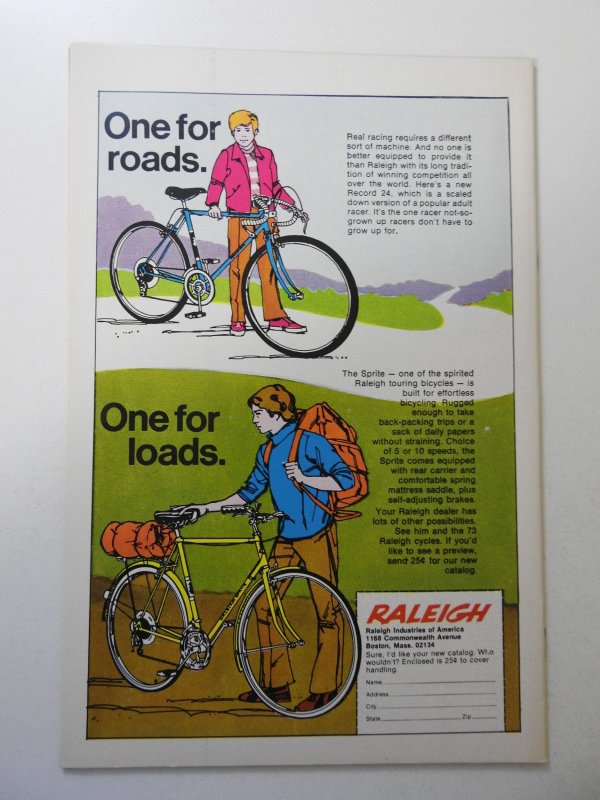 One for
roads.
Real racing requires a different
sort of machine. And no one is
better equipped to provide it
than Raleigh with its long tradi-
tion of winning competition all
over the world. Here's a new
Record 24, which is a scaled
down version of a popular adult
racer. It's the one racer not-so-
grown up racers don't have to
grow up for.
One for
loads.
The Sprite — one of the spirited
Raleigh touring bicycles — is
built for effortless
bicycling. Rugged
enough to take
back-packing trips or a
sack of daily papers
without straining. Choice
of 5 or 10 speeds, the
Sprite comes equipped
with rear carrier and
comfortable spring
mattress saddle, plus
self-adjusting brakes.
Your Raleigh dealer has
lots of other possibilities.
See him and the 73
Raleigh cycles. If you'd
like to see a preview,
send 25¢ for our new
catalog.
RALEIGH
Raleigh Industries of America
1168 Commonwealth Avenue
Boston, Mass. 02134
Sure, I'd like your new catalog. Who
wouldn't? Enclosed is 25¢ to cover
handling.
Name
Address
City
State Zip